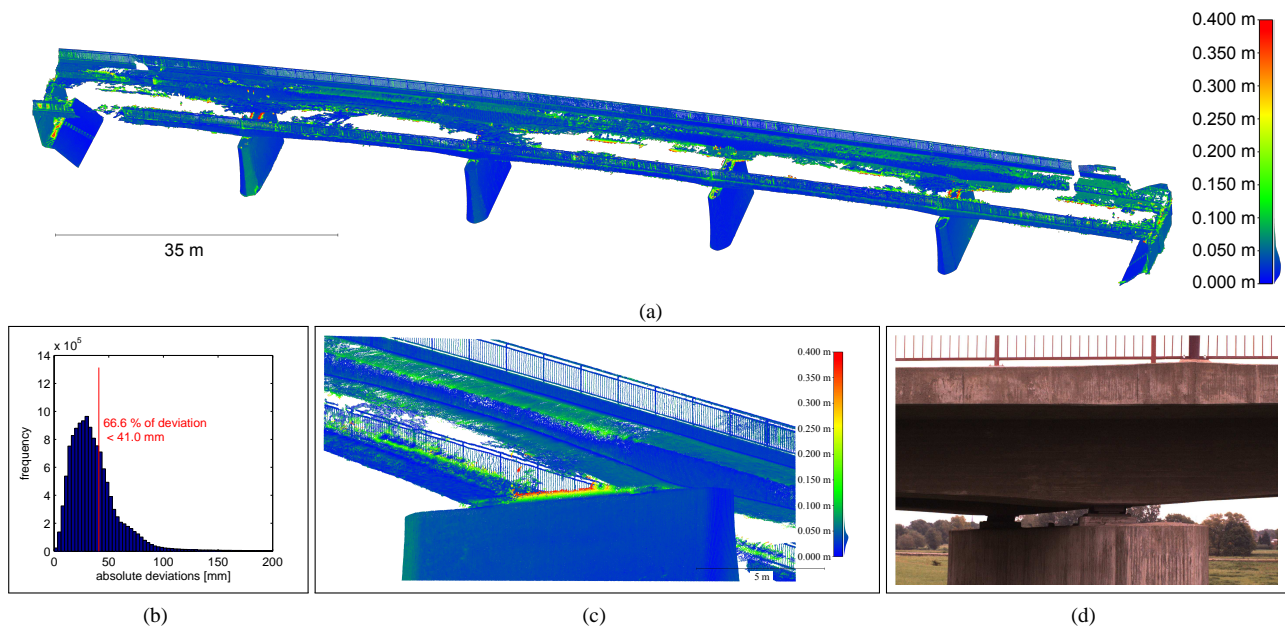 0.400 m
0.350 m
0.300 m
0.250 m
0.200 m
0.150 m
0.100 m
0.050 m
0.000 m
35 m
(a)
x 10⁵
14
12
10
8
6
4
2
0
frequency
66.6 % of deviation
< 41.0 mm
0 50 100 150 200
absolute deviations [mm]
(b)
0.400 m
0.350 m
0.300 m
0.250 m
0.200 m
0.150 m
0.100 m
0.050 m
0.000 m
5 m
(c)
(d)